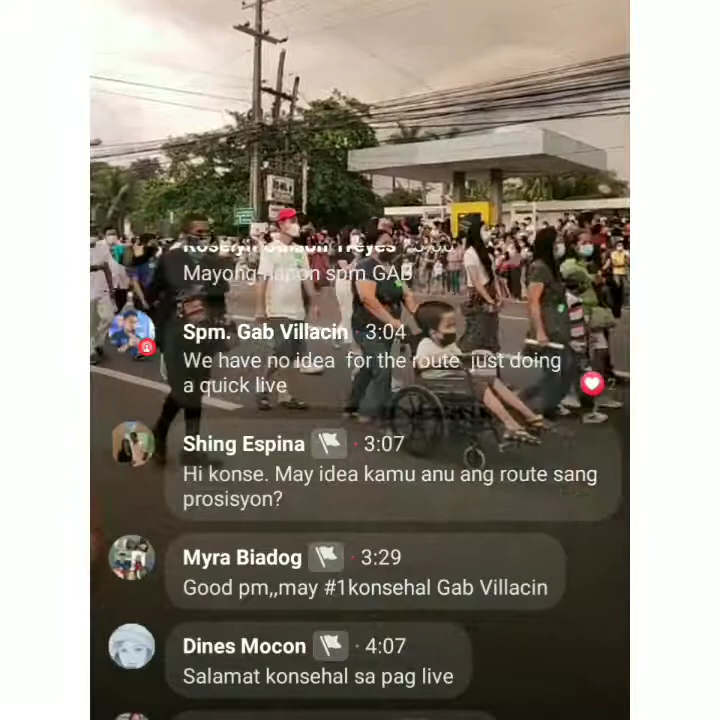 Mayong hapon spm GAB
Spm. Gab Villacin · 3:04
We have no idea for the route just doing
a quick live
2
Shing Espina · 3:07
Hi konse. May idea kamu anu ang route sang
prosisyon?
Myra Biadog · 3:29
Good pm,,may #1konsehal Gab Villacin
Dines Mocon · 4:07
Salamat konsehal sa pag live